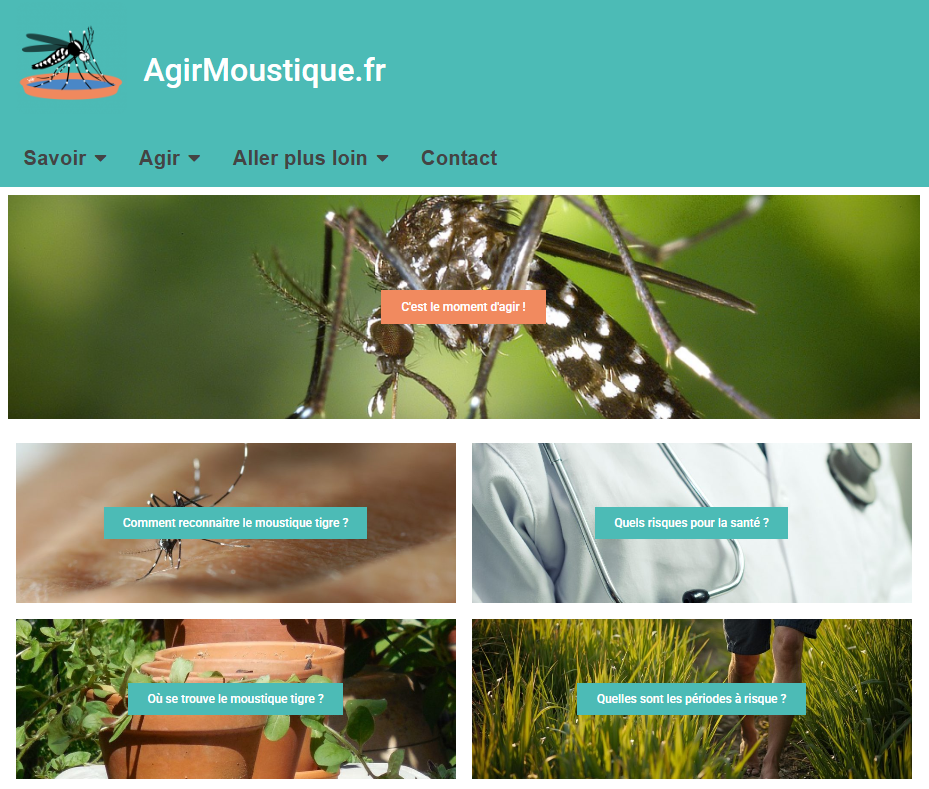 AgirMoustique.fr
Savoir Agir Aller plus loin Contact
C'est le moment d'agir !
Comment reconnaitre le moustique tigre ?
Quels risques pour la santé ?
Où se trouve le moustique tigre ?
Quelles sont les périodes à risque ?